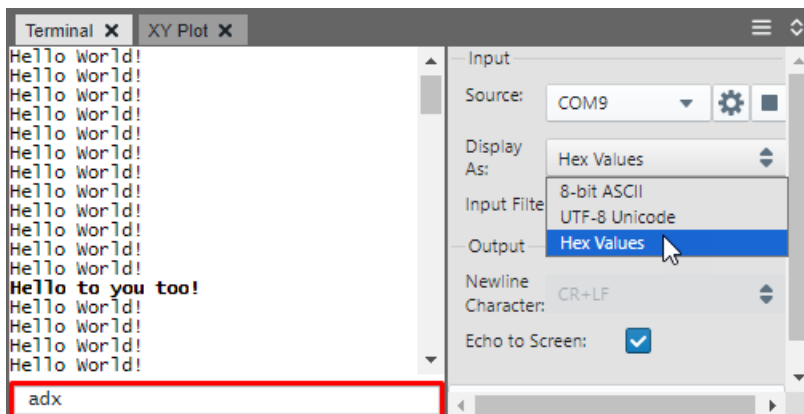 Terminal
XY Plot
Hello World!
Hello World!
Hello World!
Hello World!
Hello World!
Hello World!
Hello World!
Hello World!
Hello World!
Hello World!
Hello World!
Hello World!
Hello to you too!
Hello World!
Hello World!
Hello World!
Hello World!
adx
Input
Source:
COM9
Display
As:
Hex Values
8-bit ASCII
UTF-8 Unicode
Hex Values
Input Filte
Output
Newline
Character:
CR+LF
Echo to Screen: